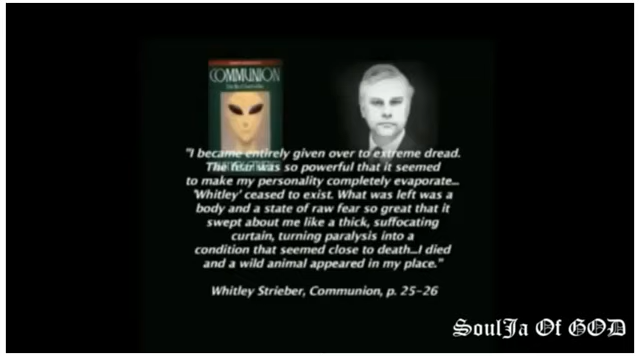 COMMUNION
"I became entirely given over to extreme dread.
The fear was so powerful that it seemed
to make my personality completely evaporate...
'Whitley' ceased to exist. What was left was a
body and a state of raw fear so great that it
swept about me like a thick, suffocating
curtain, turning paralysis into a
condition that seemed close to death...I died
and a wild animal appeared in my place."
Whitley Strieber, Communion, p. 25-26
SoulJa Of GOD